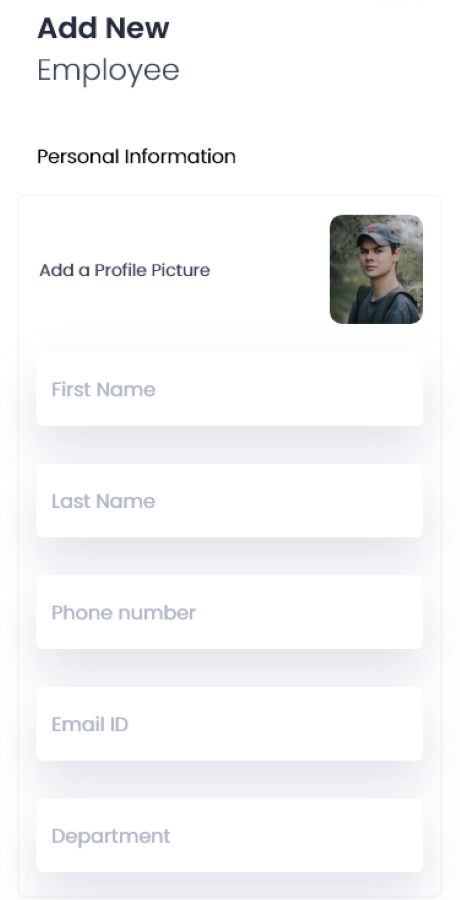 Add New
Employee
Personal Information
Add a Profile Picture
First Name
Last Name
Phone number
Email ID
Department